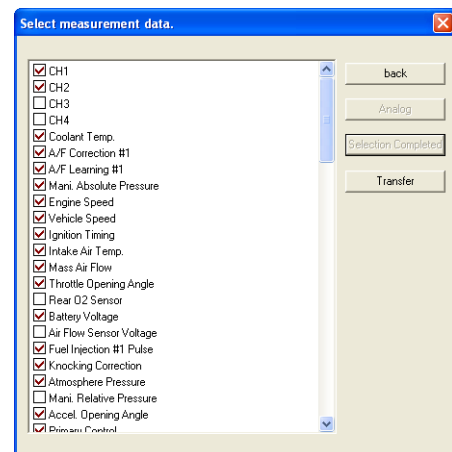 Select measurement data.
CH1
CH2
CH3
CH4
Coolant Temp.
A/F Correction #1
A/F Learning #1
Mani. Absolute Pressure
Engine Speed
Vehicle Speed
Ignition Timing
Intake Air Temp.
Mass Air Flow
Throttle Opening Angle
Rear O2 Sensor
Battery Voltage
Air Flow Sensor Voltage
Fuel Injection #1 Pulse
Knocking Correction
Atmosphere Pressure
Mani. Relative Pressure
Accel. Opening Angle
Primary Control
back
Analog
Selection Completed
Transfer